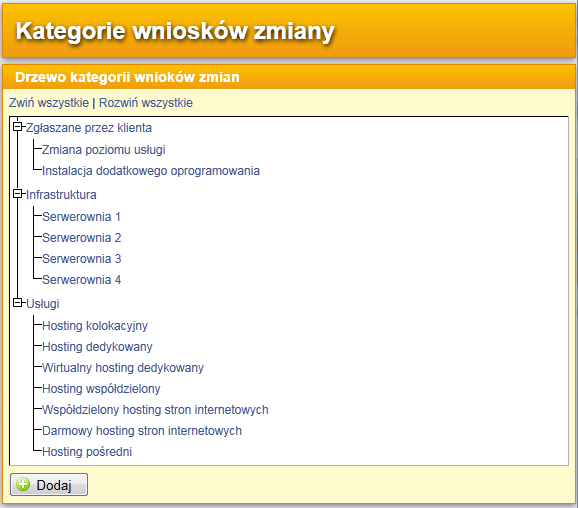 Kategorie wniosków zmiany
Drzewo kategorii wnioków zmian
Zwiń wszystkie | Rozwiń wszystkie
Zgłaszane przez klienta
Zmiana poziomu usługi
Instalacja dodatkowego oprogramowania
Infrastruktura
Serwerownia 1
Serwerownia 2
Serwerownia 3
Serwerownia 4
Usługi
Hosting kolokacyjny
Hosting dedykowany
Wirtualny hosting dedykowany
Hosting współdzielony
Współdzielony hosting stron internetowych
Darmowy hosting stron internetowych
Hosting pośredni
Dodaj